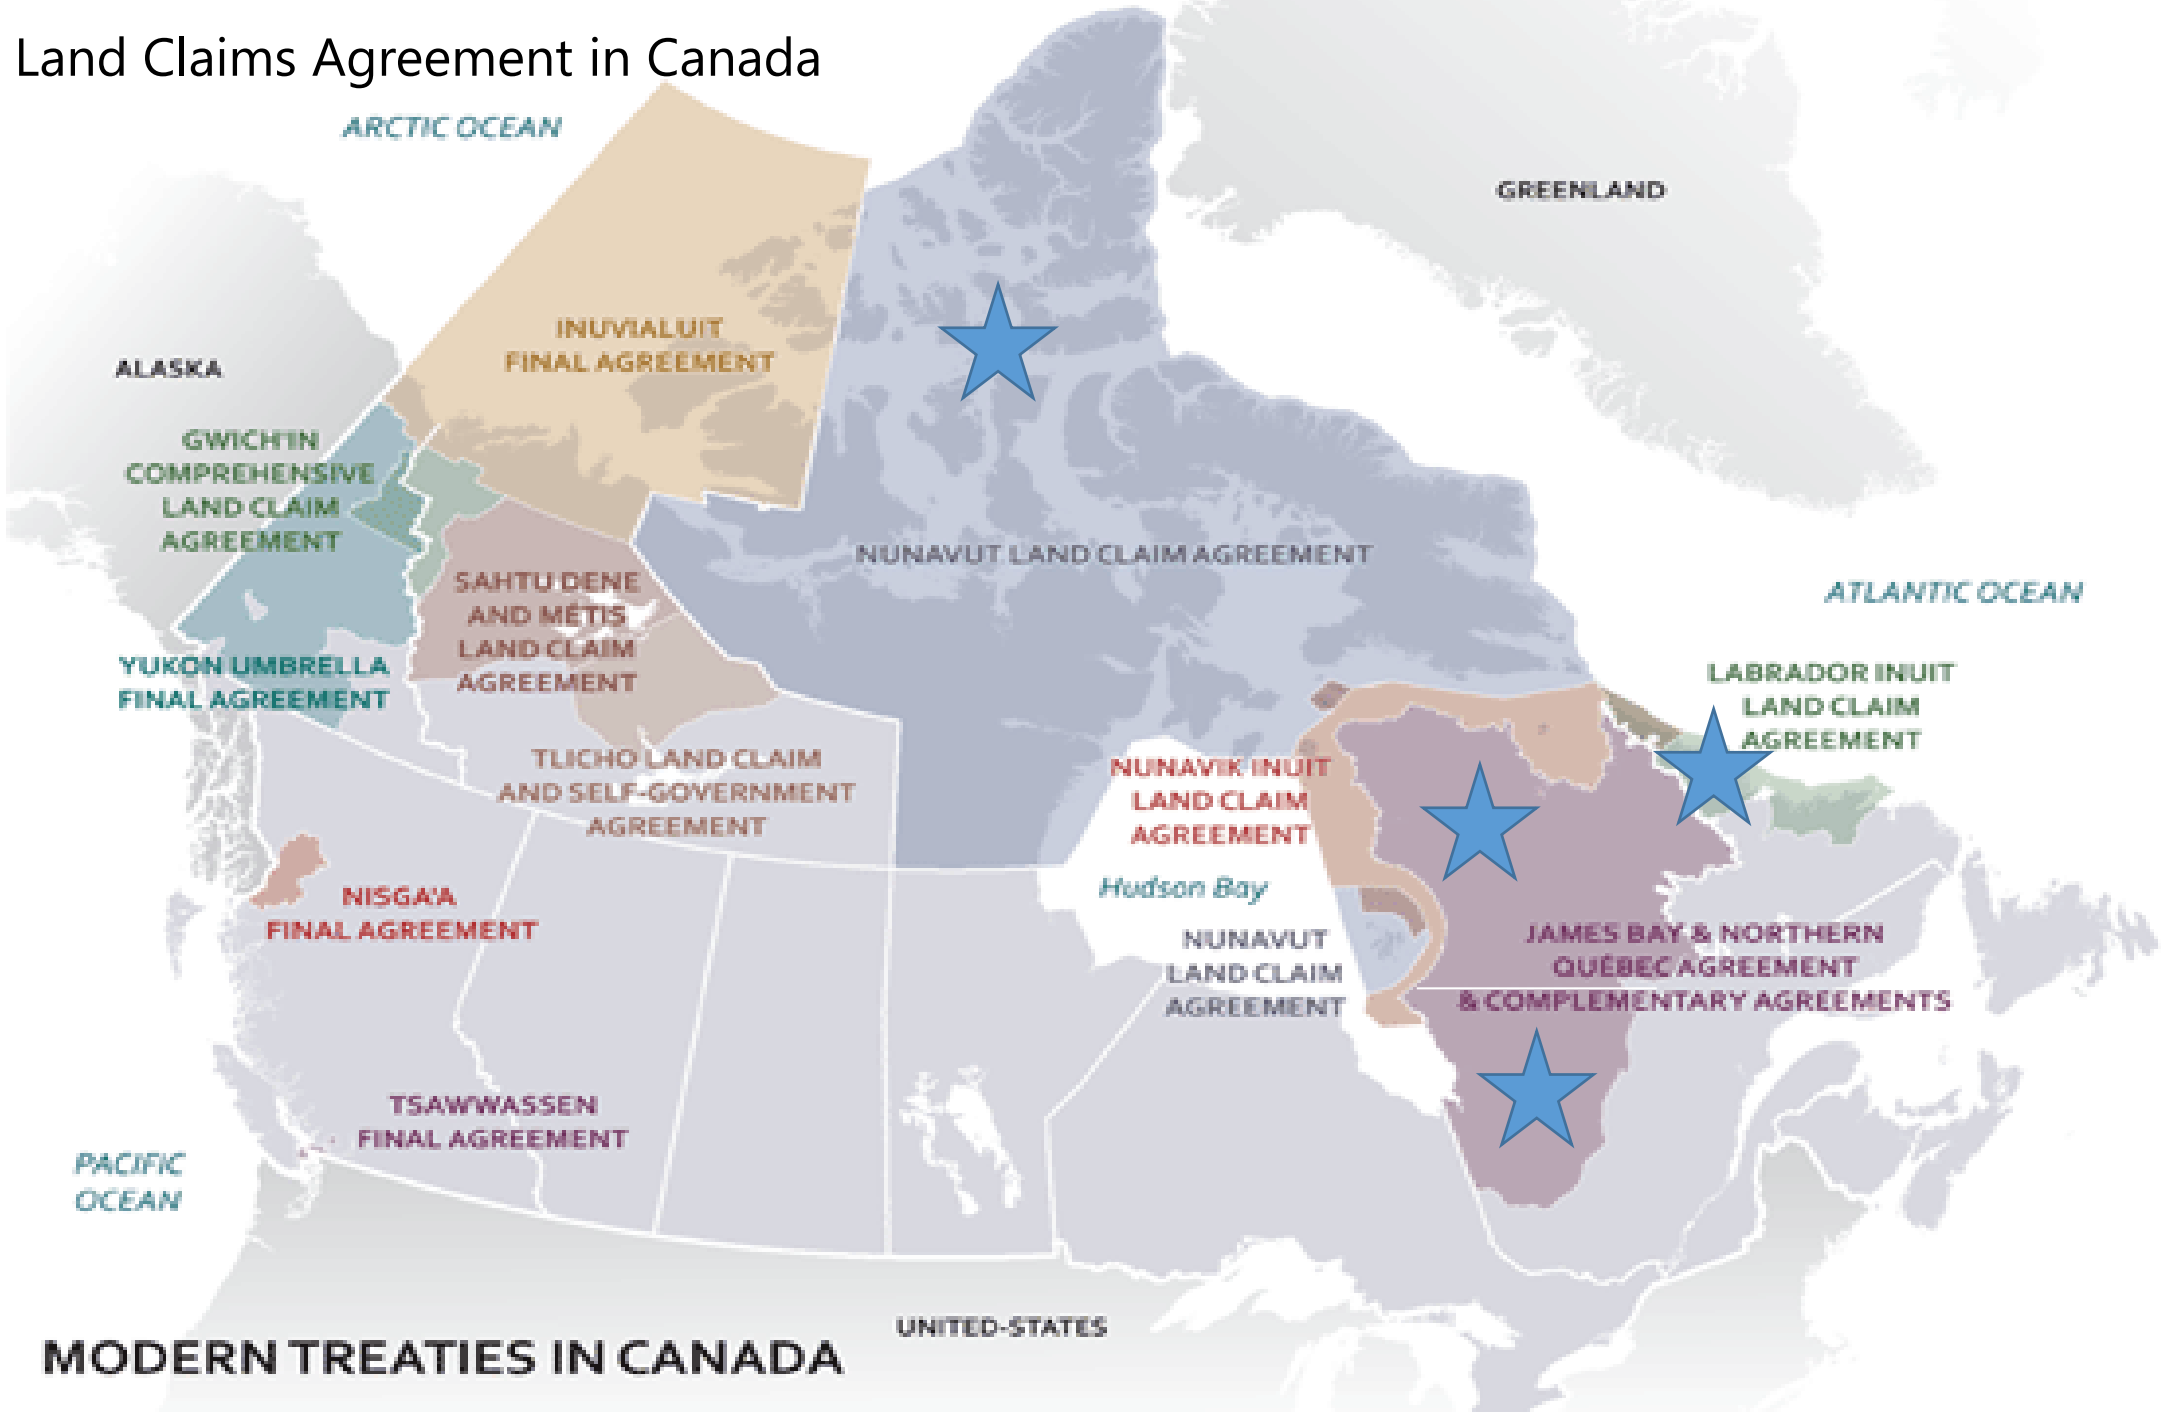 Land Claims Agreement in Canada
ARCTIC OCEAN
GREENLAND
INUVIALUIT
FINAL AGREEMENT
ALASKA
GWICH'IN
COMPREHENSIVE
LAND CLAIM
AGREEMENT
NUNAVUT LAND CLAIM AGREEMENT
SAHTU DENE
AND MÉTIS
LAND CLAIM
AGREEMENT
ATLANTIC OCEAN
YUKON UMBRELLA
FINAL AGREEMENT
LABRADOR INUIT
LAND CLAIM
AGREEMENT
TLICHO LAND CLAIM
AND SELF-GOVERNMENT
AGREEMENT
NUNAVIK INUIT
LAND CLAIM
AGREEMENT
Hudson Bay
NISGA'A
FINAL AGREEMENT
NUNAVUT
LAND CLAIM
AGREEMENT
JAMES BAY & NORTHERN
QUÉBEC AGREEMENT
& COMPLEMENTARY AGREEMENTS
TSAWWASSEN
FINAL AGREEMENT
PACIFIC
OCEAN
UNITED-STATES
MODERN TREATIES IN CANADA